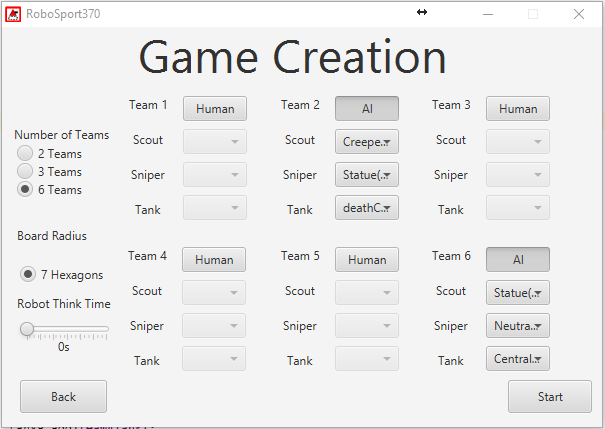 RoboSport370
Game Creation
Team 1 Human Team 2 AI Team 3 Human
Number of Teams
2 Teams
3 Teams
6 Teams
Scout Scout Creepe... Scout
Sniper Sniper Statue(... Sniper
Tank Tank deathC... Tank
Board Radius
7 Hexagons
Robot Think Time
0s
Team 4 Human Team 5 Human Team 6 AI
Scout Scout Scout Statue(...
Sniper Sniper Sniper Neutra...
Tank Tank Tank Central...
Back Start